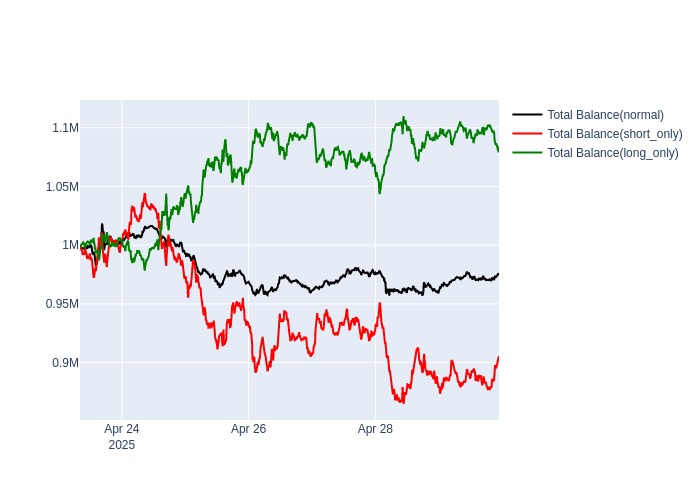 1.1M
1.05M
1M
0.95M
0.9M
Apr 24
2025
Apr 26
Apr 28
Total Balance(normal)
Total Balance(short_only)
Total Balance(long_only)